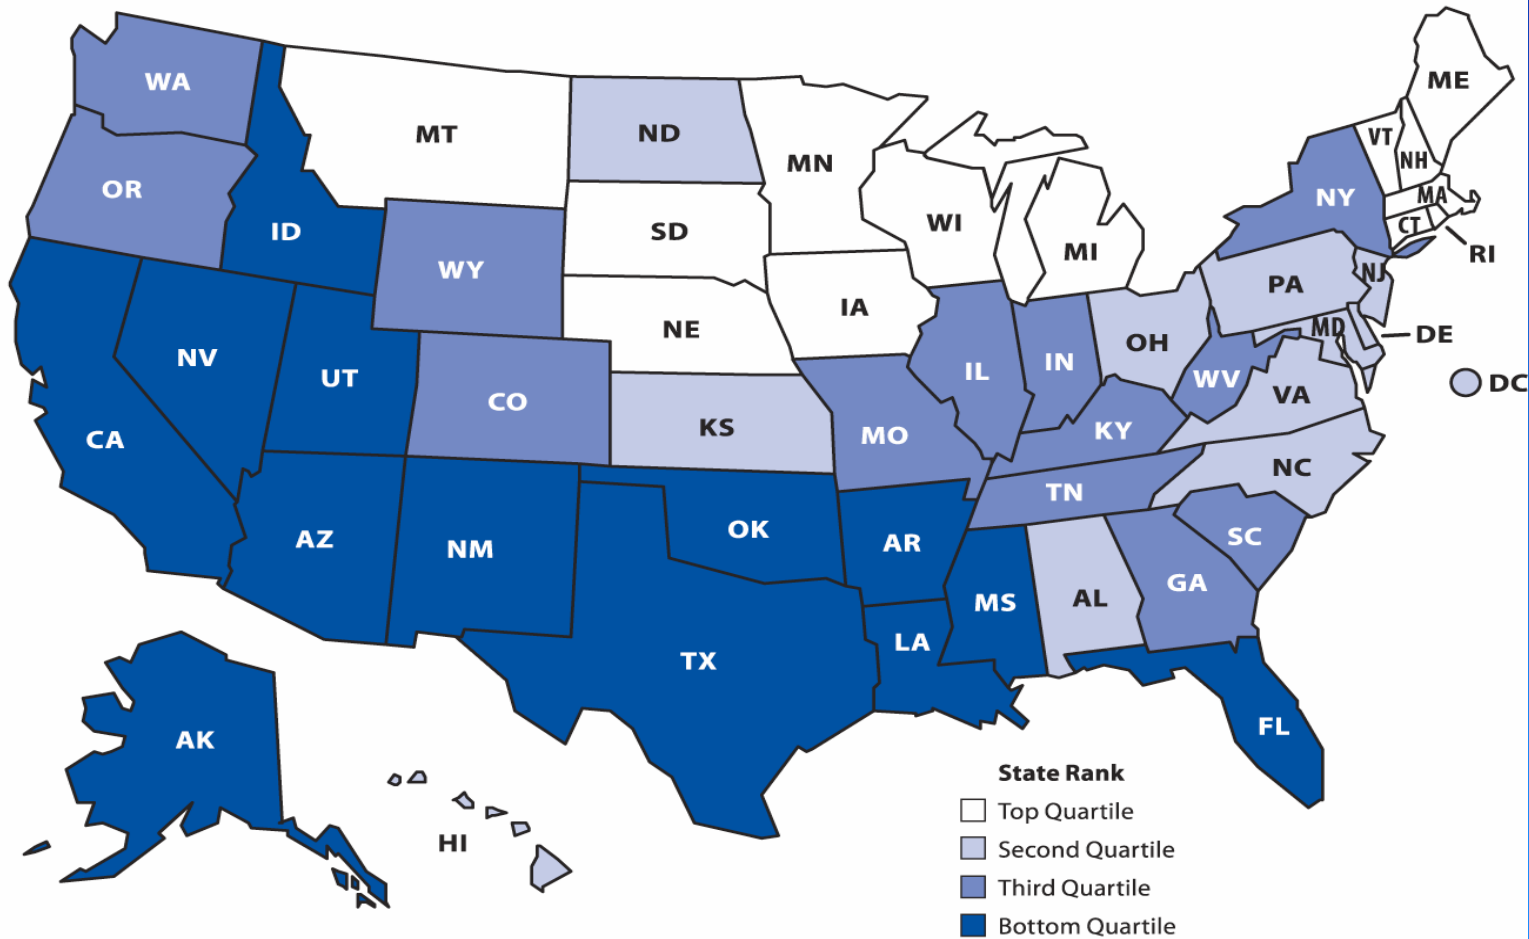 WA
MT
ND
MN
ME
VT
NH
OR
ID
SD
WI
NY
MA
CT
RI
WY
MI
PA
NJ
NE
IA
NV
UT
CO
KS
IL
IN
OH
WV
MD
DE
DC
VA
CA
MO
KY
NC
TN
AZ
NM
OK
AR
SC
GA
AL
MS
LA
TX
FL
AK
HI
State Rank
Top Quartile
Second Quartile
Third Quartile
Bottom Quartile